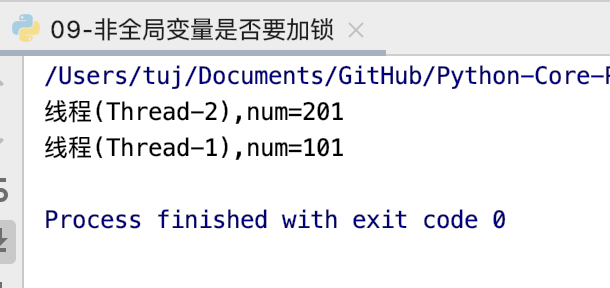 09-非全局变量是否要加锁
/Users/tuj/Documents/GitHub/Python-Core-
线程(Thread-2),num=201
线程(Thread-1),num=101
Process finished with exit code 0